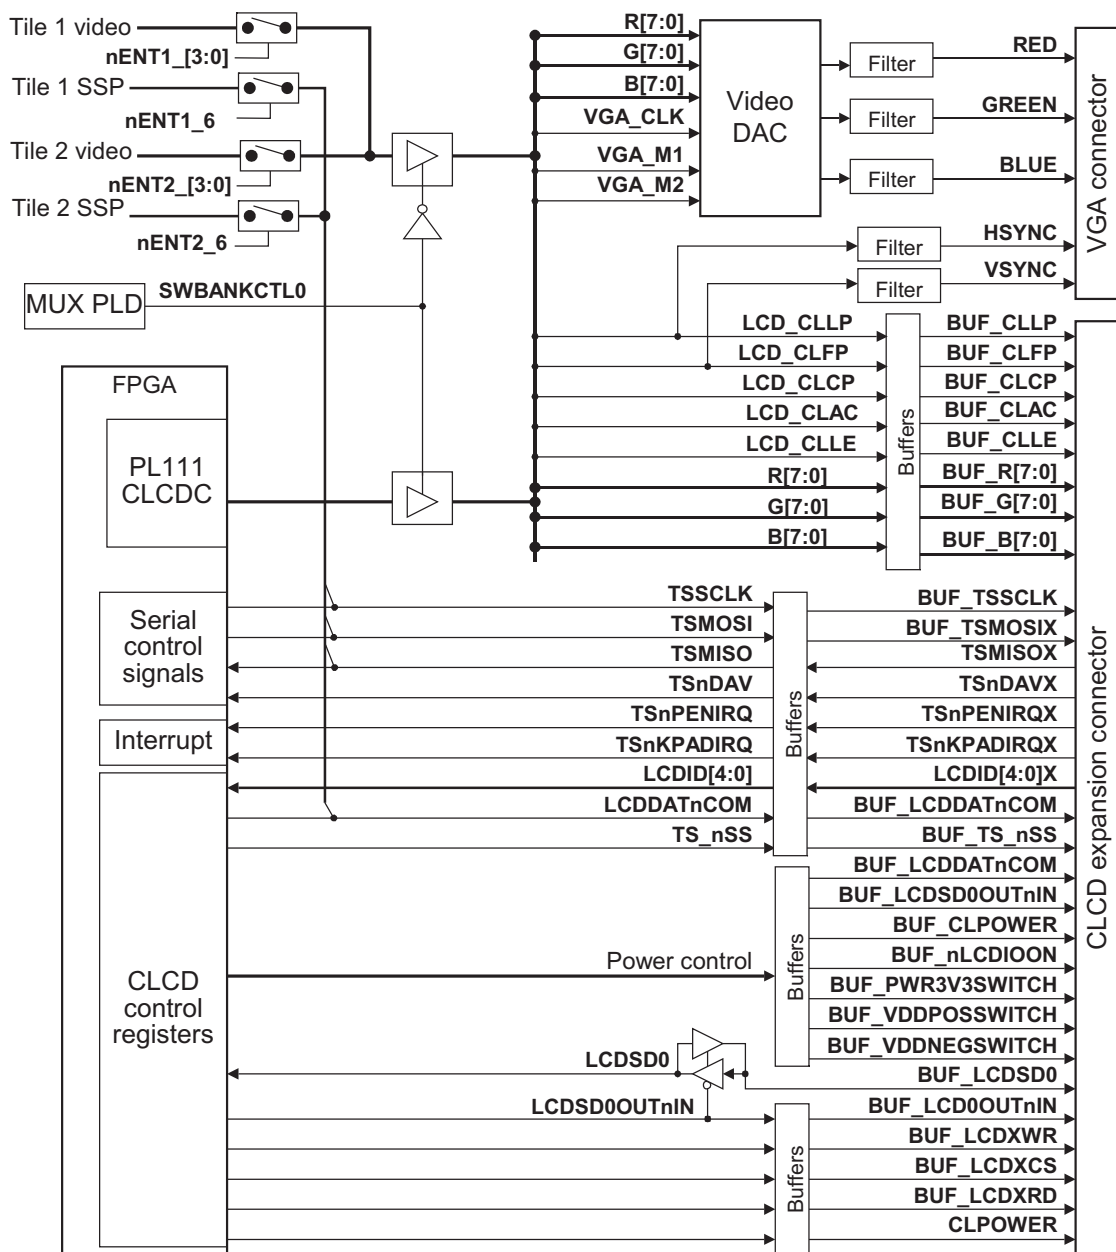 Tile 1 video
nENT1_[3:0]
Tile 1 SSP
nENT1_6
Tile 2 video
nENT2_[3:0]
Tile 2 SSP
nENT2_6
MUX PLD
SWBANKCTL0
R[7:0]
G[7:0]
B[7:0]
VGA_CLK
VGA_M1
VGA_M2
Video
DAC
Filter
RED
Filter
GREEN
Filter
BLUE
Filter
HSYNC
Filter
VSYNC
VGA connector
LCD_CLLP
LCD_CLFP
LCD_CLCP
LCD_CLAC
LCD_CLLE
R[7:0]
G[7:0]
B[7:0]
Buffers
BUF_CLLP
BUF_CLFP
BUF_CLCP
BUF_CLAC
BUF_CLLE
BUF_R[7:0]
BUF_G[7:0]
BUF_B[7:0]
FPGA
PL111
CLCDC
Serial
control
signals
Interrupt
CLCD
control
registers
TSSCLK
TSMOSI
TSMISO
TSnDAV
TSnPENIRQ
TSnKPADIRQ
LCDID[4:0]
LCDDATnCOM
TS_nSS
Buffers
BUF_TSSCLK
BUF_TSMOSIX
TSMISOX
TSnDAVX
TSnPENIRQX
TSnKPADIRQX
LCDID[4:0]X
BUF_LCDDATnCOM
BUF_TS_nSS
Power control
Buffers
BUF_LCDDATnCOM
BUF_LCDSD0OUTnIN
BUF_CLPOWER
BUF_nLCDIOON
BUF_PWR3V3SWITCH
BUF_VDDPOSSWITCH
BUF_VDDNEGSWITCH
LCDSD0
BUF_LCDSD0
LCDSD0OUTnIN
Buffers
BUF_LCD0OUTnIN
BUF_LCDXWR
BUF_LCDXCS
BUF_LCDXRD
CLPOWER
CLCD expansion connector